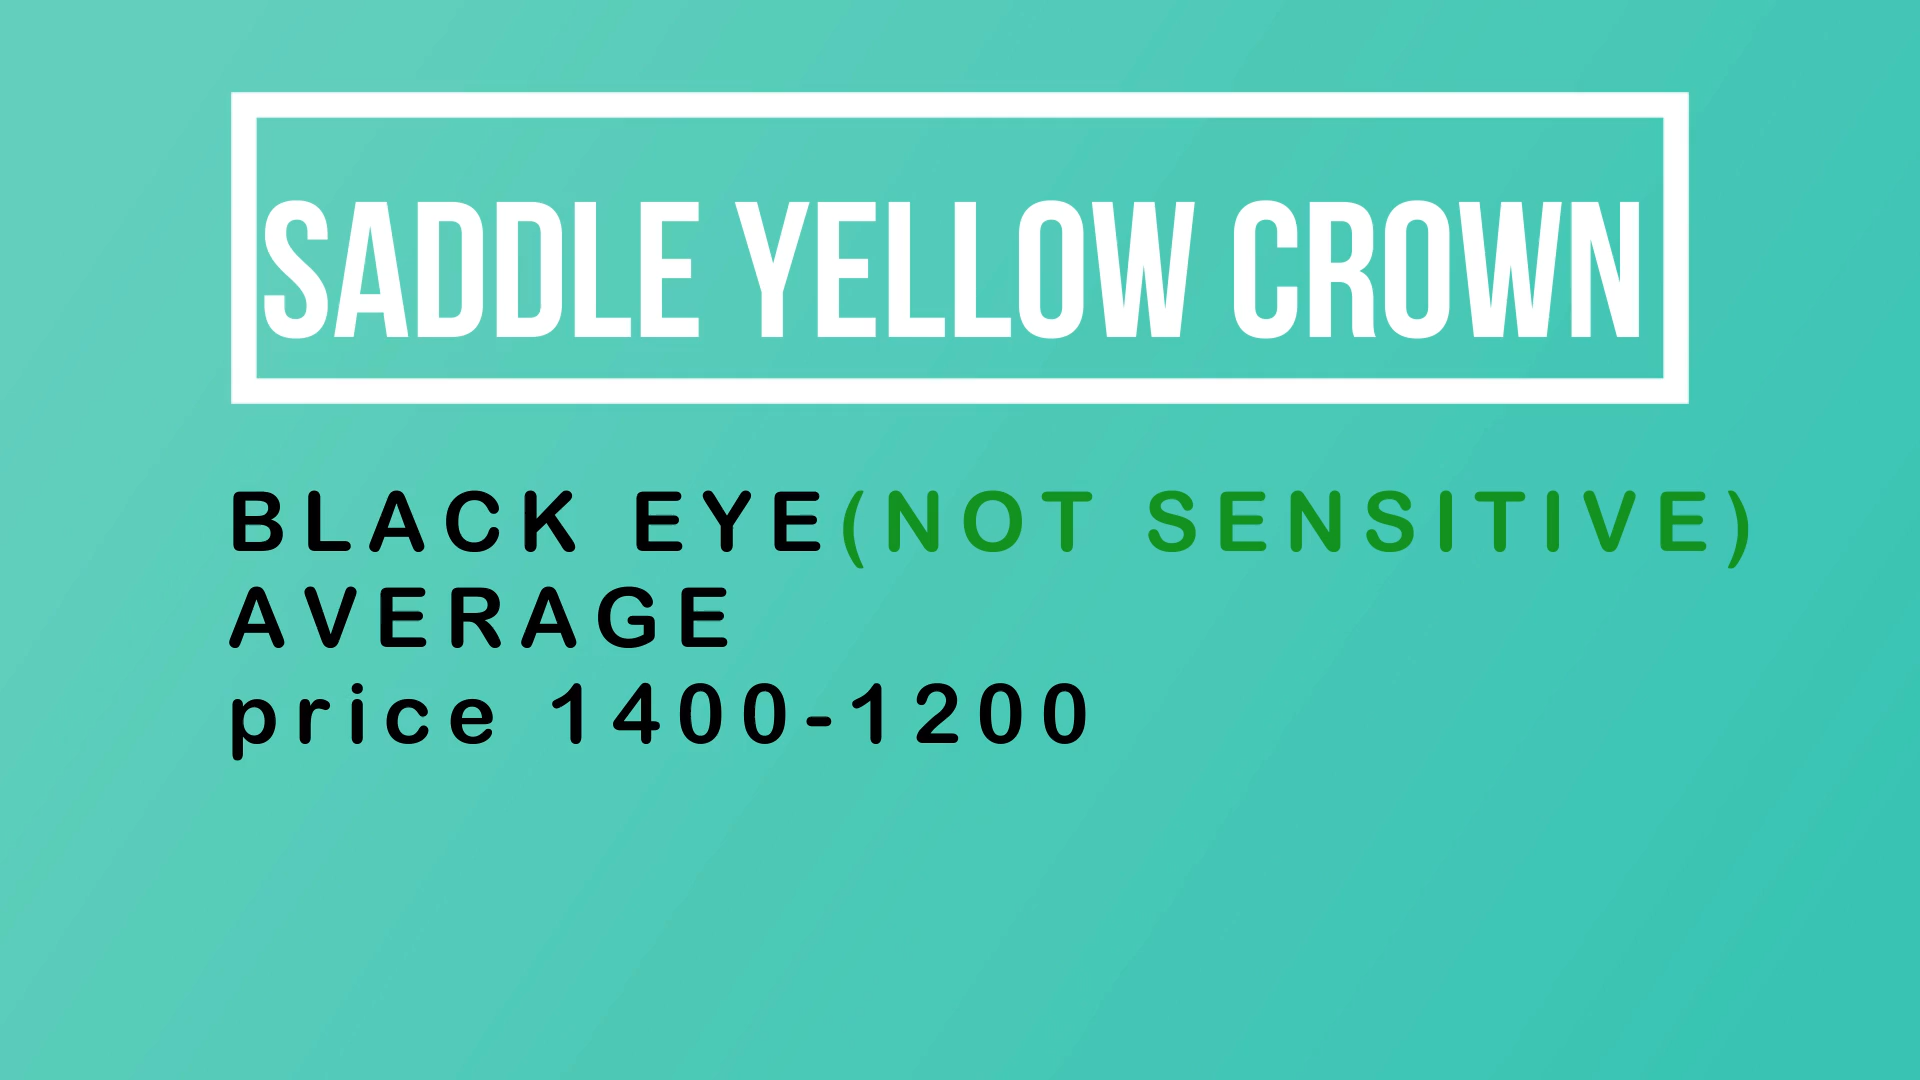 SADDLE YELLOW CROWN
BLACK EYE(NOT SENSITIVE)
AVERAGE
price 1400-1200